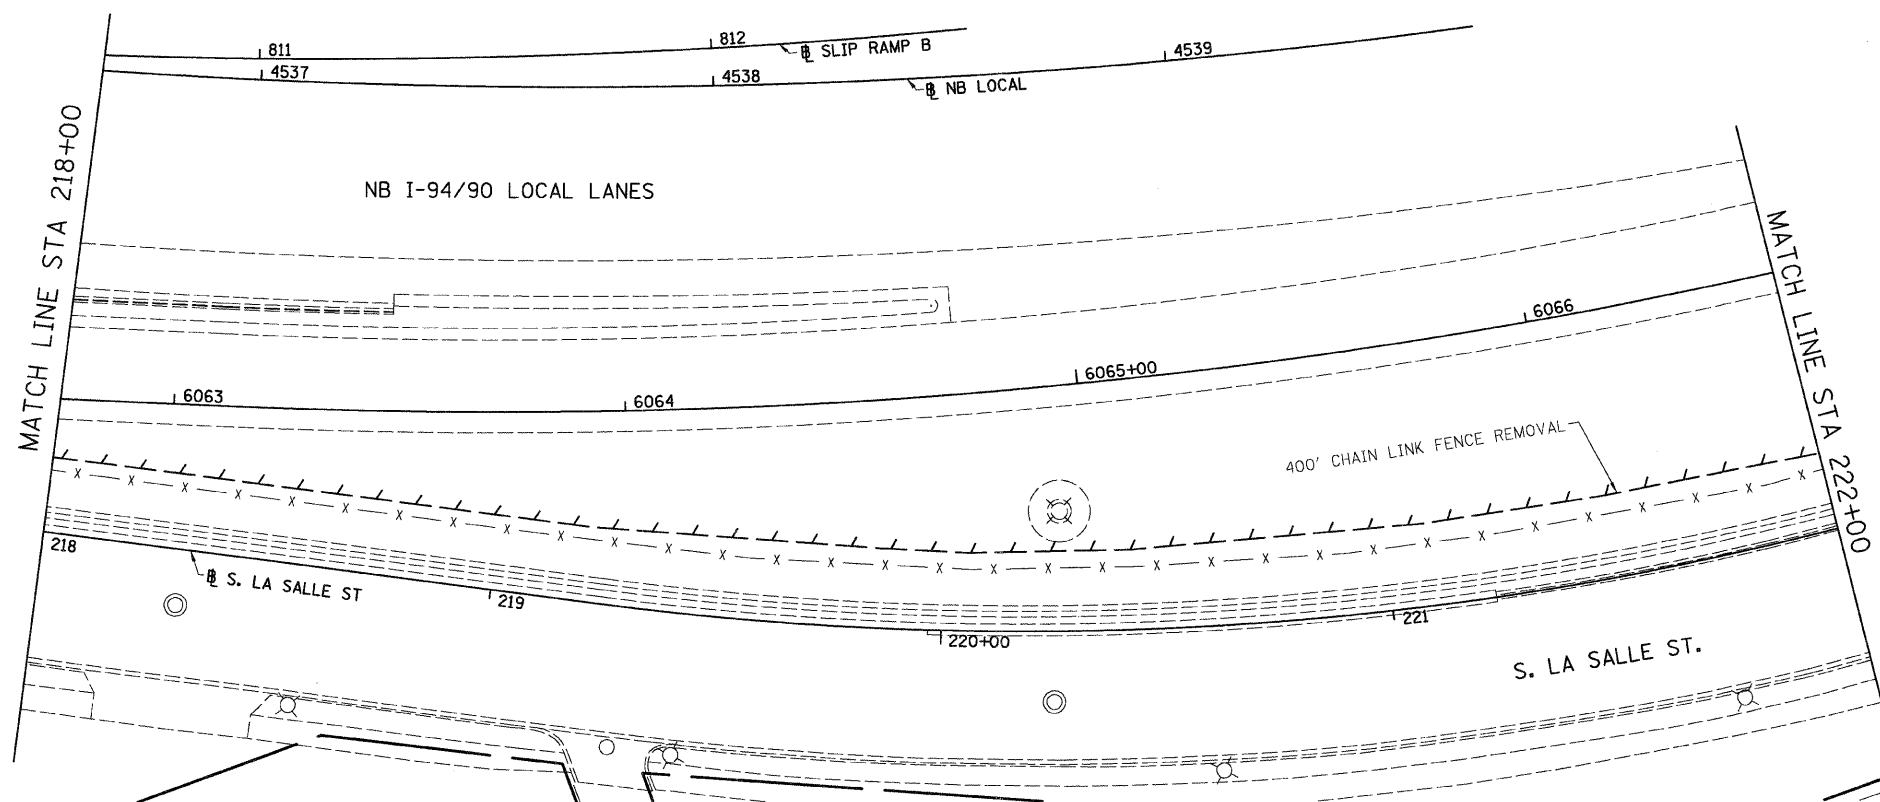 811
812
SLIP RAMP B
4537
4538
4539
NB LOCAL
MATCH LINE STA 218+00
NB I-94/90 LOCAL LANES
MATCH LINE STA 222+00
6063
6064
6065+00
6066
400' CHAIN LINK FENCE REMOVAL
X X X X X X X X X X X X X X X X X X X X X X X X X X X X X X X X X
218
S. LA SALLE ST
219
220+00
221
S. LA SALLE ST.